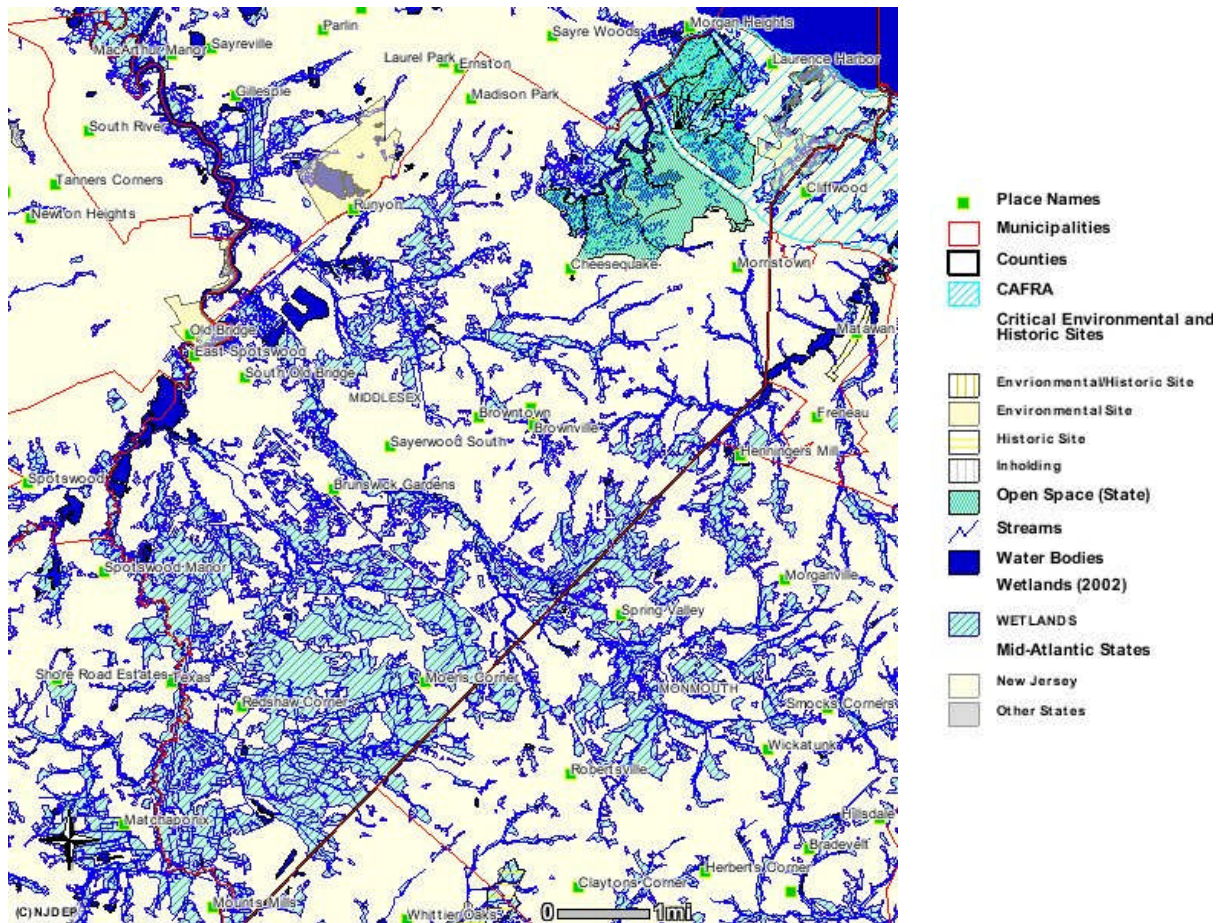 Parlin
Sayre Woods
Morgan Heights
MacArthur Manor
Sayreville
Laurel Park
Ernston
Laurence Harbor
Gillespie
Madison Park
South River
Tanners Corners
Cliffwood
Newton Heights
Runyon
Cheesequake
Morristown
Old Bridge
Matawan
East Spotswood
South Old Bridge
MIDDLESEX
Browntown
Freneau
Brownville
Sayerwood South
Henningers Mill
Spotswood
Brunswick Gardens
Spotswood Manor
Morganville
Spring Valley
Shore Road Estates
Texas
Moeris Corner
MONMOUTH
Redshaw Corner
Smocks Corners
Wickatunk
Robertsville
Matchaponix
Hillsdale
Bradevelt
Herberts Corner
Claytons Corner
Mounts Mills
(C) NJDEP
Whittier Oaks
0 1mi
Place Names
Municipalities
Counties
CAFRA
Critical Environmental and
Historic Sites
Envrionmental/Historic Site
Environmental Site
Historic Site
Inholding
Open Space (State)
Streams
Water Bodies
Wetlands (2002)
WETLANDS
Mid-Atlantic States
New Jersey
Other States